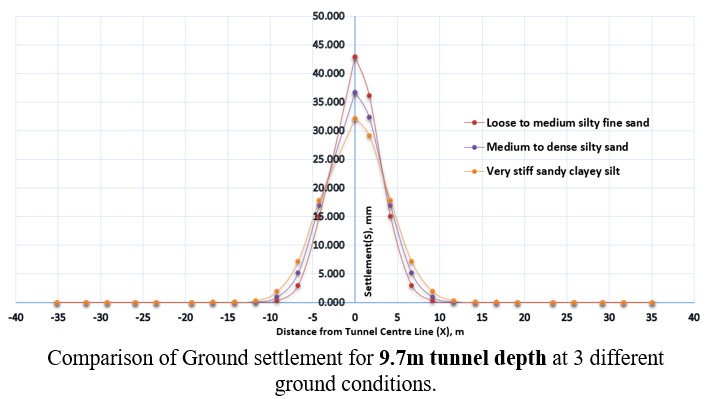 50.000
45.000
40.000
35.000
30.000
25.000
20.000
15.000
10.000
5.000
0.000
Loose to medium silty fine sand
Medium to dense silty sand
Very stiff sandy clayey silt
Settlement(S), mm
-40 -35 -30 -25 -20 -15 -10 -5 0 5 10 15 20 25 30 35 40
Distance from Tunnel Centre Line (X), m
Comparison of Ground settlement for 9.7m tunnel depth at 3 different
ground conditions.